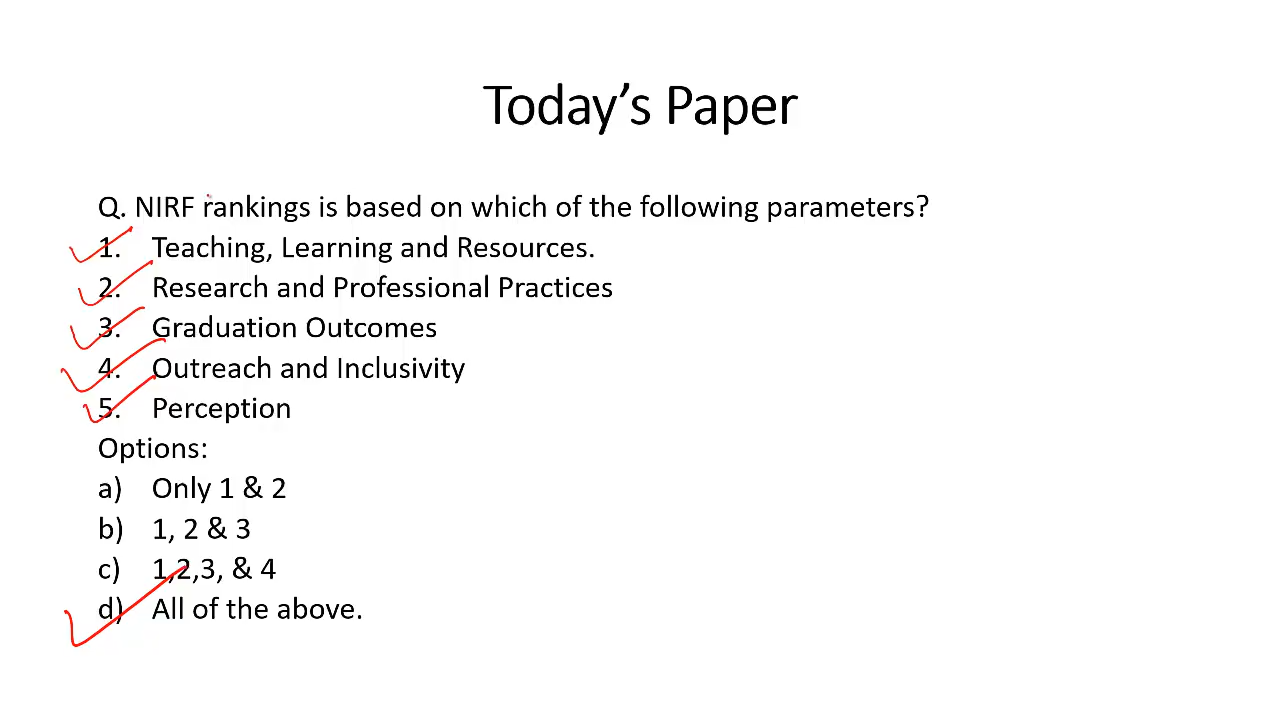 Today's Paper
Q. NIRF rankings is based on which of the following parameters?
1. Teaching, Learning and Resources.
2. Research and Professional Practices
3. Graduation Outcomes
4. Outreach and Inclusivity
5. Perception
Options:
a) Only 1 & 2
b) 1, 2 & 3
c) 1,2,3, & 4
d) All of the above.